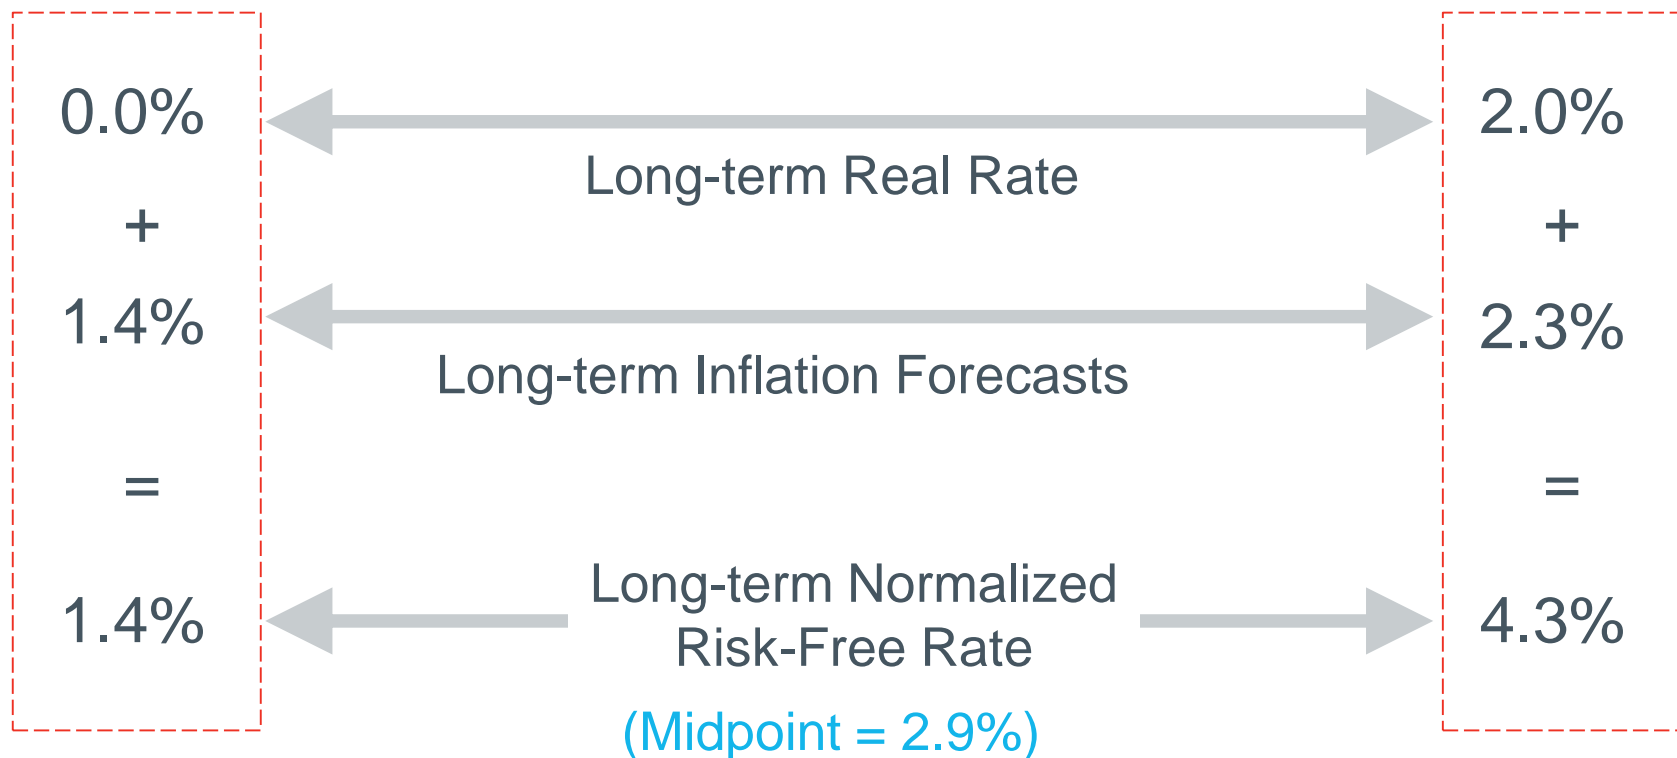 0.0%
2.0%
Long-term Real Rate
+
+
1.4%
2.3%
Long-term Inflation Forecasts
=
=
Long-term Normalized
1.4%
4.3%
Risk-Free Rate
(Midpoint = 2.9%)